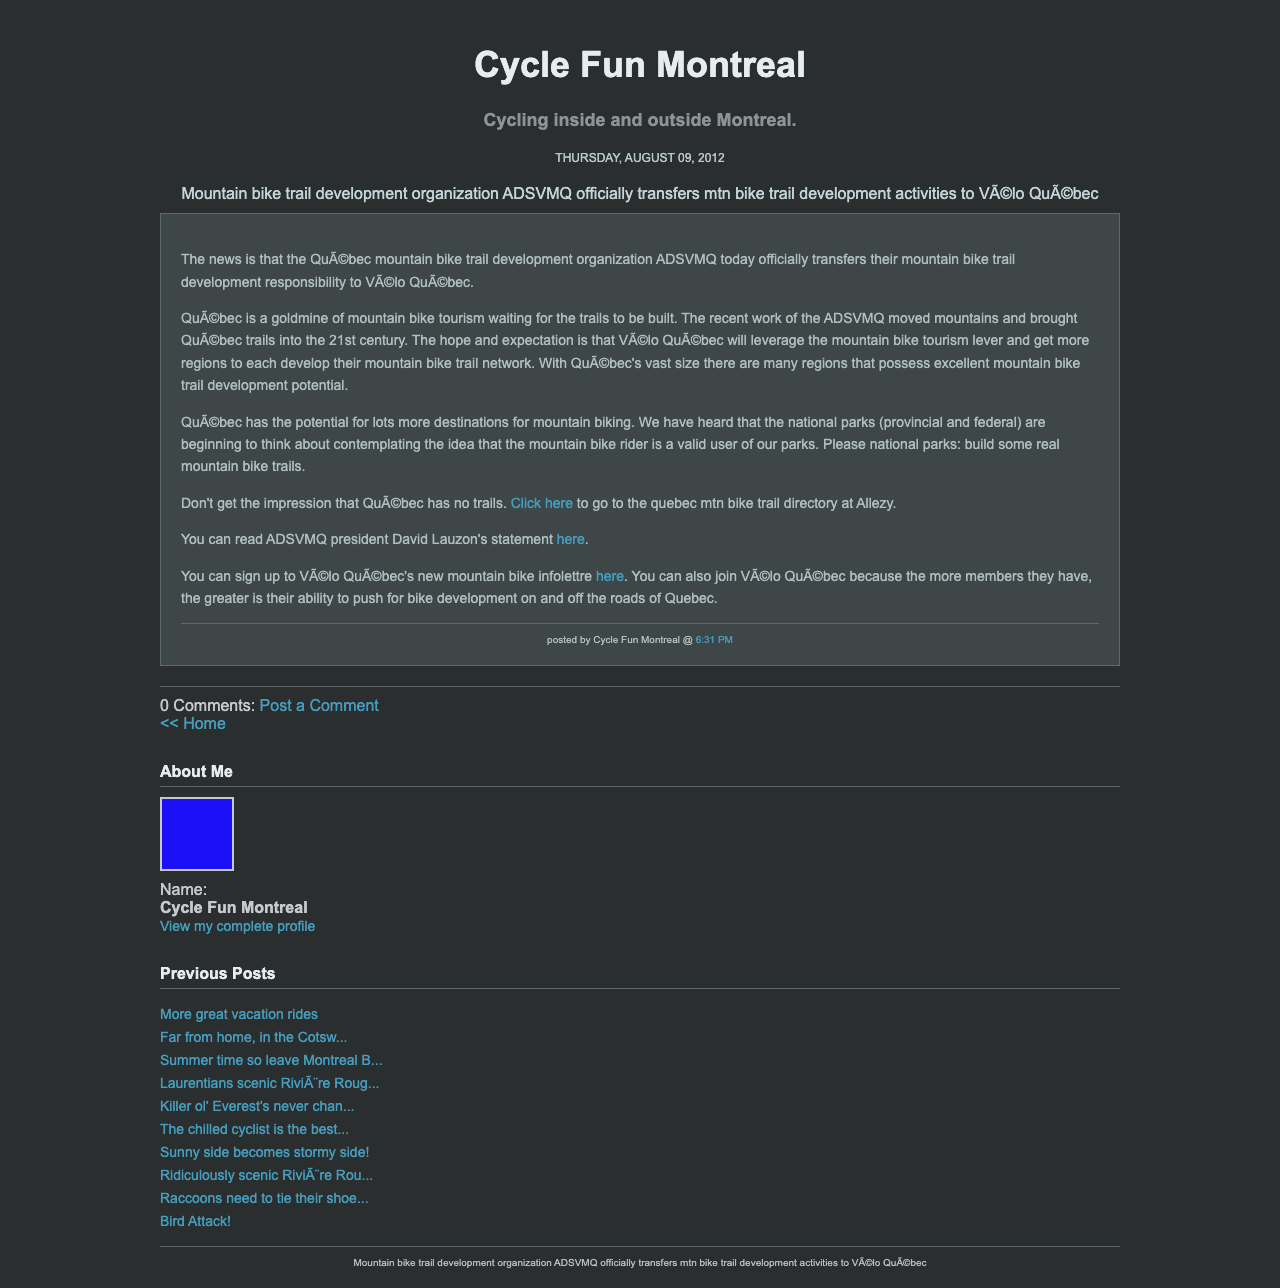 Cycle Fun Montreal
Cycling inside and outside Montreal.
THURSDAY, AUGUST 09, 2012
Mountain bike trail development organization ADSVMQ officially transfers mtn bike trail development activities to VÃ©lo QuÃ©bec
The news is that the QuÃ©bec mountain bike trail development organization ADSVMQ today officially transfers their mountain bike trail
development responsibility to VÃ©lo QuÃ©bec.
QuÃ©bec is a goldmine of mountain bike tourism waiting for the trails to be built. The recent work of the ADSVMQ moved mountains and brought
QuÃ©bec trails into the 21st century. The hope and expectation is that VÃ©lo QuÃ©bec will leverage the mountain bike tourism lever and get more
regions to each develop their mountain bike trail network. With QuÃ©bec's vast size there are many regions that possess excellent mountain bike
trail development potential.
QuÃ©bec has the potential for lots more destinations for mountain biking. We have heard that the national parks (provincial and federal) are
beginning to think about contemplating the idea that the mountain bike rider is a valid user of our parks. Please national parks: build some real
mountain bike trails.
Don't get the impression that QuÃ©bec has no trails. Click here to go to the quebec mtn bike trail directory at Allezy.
You can read ADSVMQ president David Lauzon's statement here.
You can sign up to VÃ©lo QuÃ©bec's new mountain bike infolettre here. You can also join VÃ©lo QuÃ©bec because the more members they have,
the greater is their ability to push for bike development on and off the roads of Quebec.
posted by Cycle Fun Montreal @ 6:31 PM
0 Comments: Post a Comment
<< Home
About Me
Name:
Cycle Fun Montreal
View my complete profile
Previous Posts
More great vacation rides
Far from home, in the Cotsw...
Summer time so leave Montreal B...
Laurentians scenic RiviÃ¨re Roug...
Killer ol' Everest's never chan...
The chilled cyclist is the best...
Sunny side becomes stormy side!
Ridiculously scenic RiviÃ¨re Rou...
Raccoons need to tie their shoe...
Bird Attack!
Mountain bike trail development organization ADSVMQ officially transfers mtn bike trail development activities to VÃ©lo QuÃ©bec